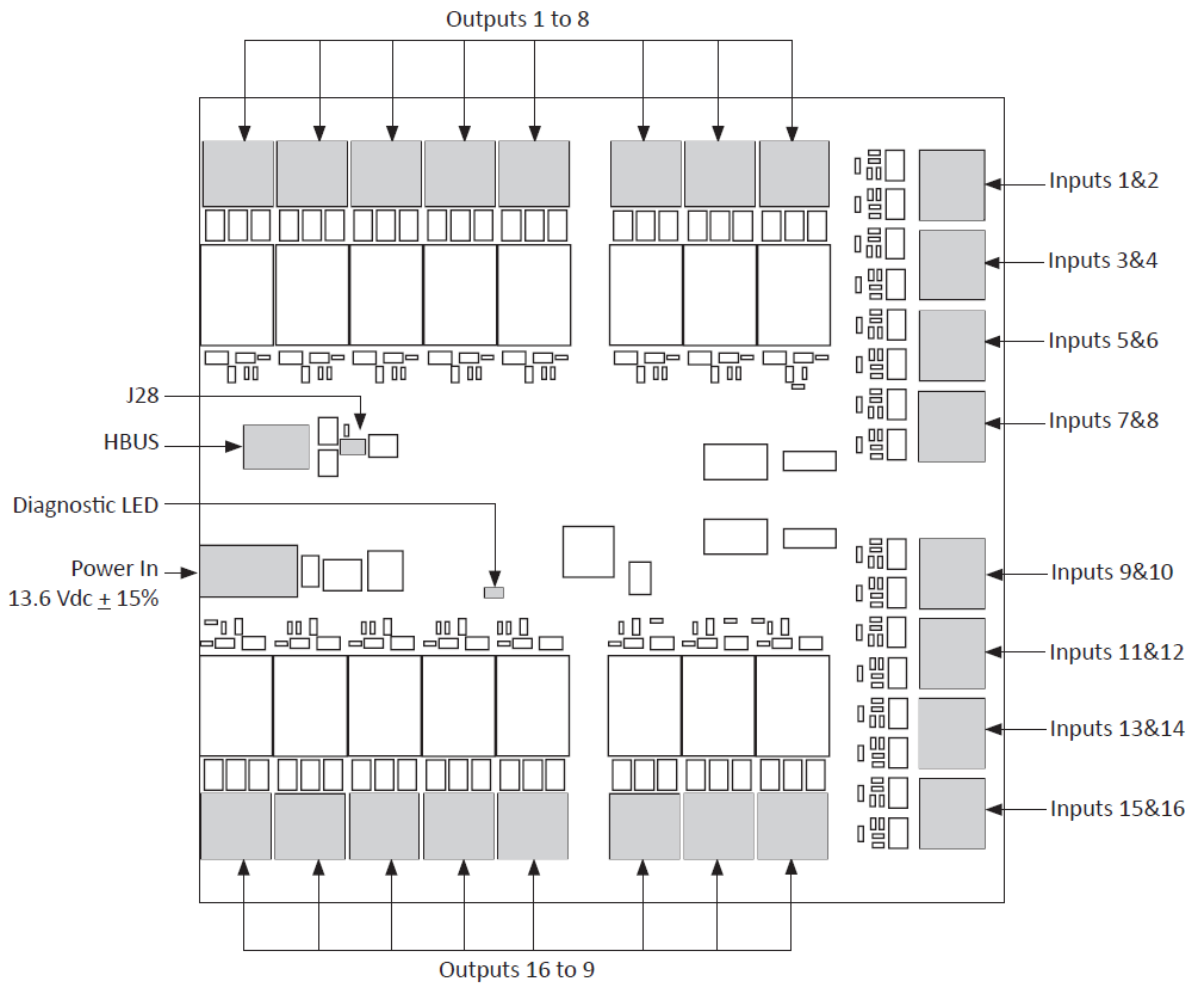 Outputs 1 to 8
Inputs 1&2
Inputs 3&4
Inputs 5&6
J28
Inputs 7&8
HBUS
Diagnostic LED
Power In
13.6 Vdc ± 15%
Inputs 9&10
Inputs 11&12
Inputs 13&14
Inputs 15&16
Outputs 16 to 9